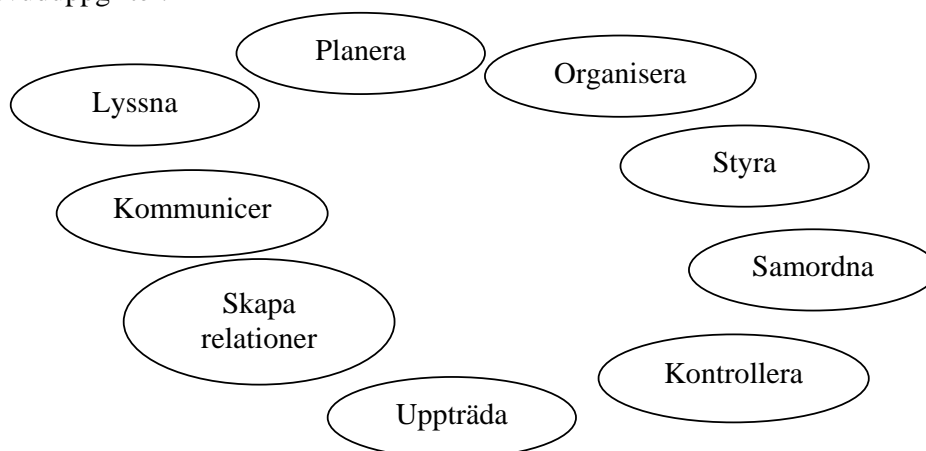 Planera
Organisera
Lyssna
Styra
Kommunicer
Samordna
Skapa
relationer
Kontrollera
Uppträda